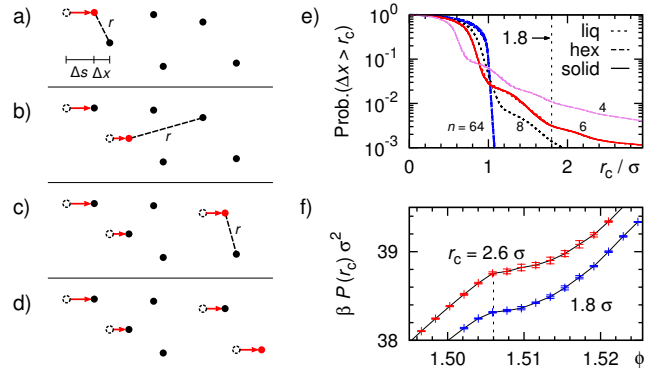 a)
r
Δs
Δx
b)
r
c)
r
d)
e)
Prob.(Δx > r_c)
10^0
10^-1
10^-2
10^-3
1.8
liq
hex
solid
4
n = 64
8
6
0
1
2
r_c / σ
f)
β P (r_c) σ^2
39
38
r_c = 2.6 σ
1.8 σ
1.50
1.51
1.52
ϕ